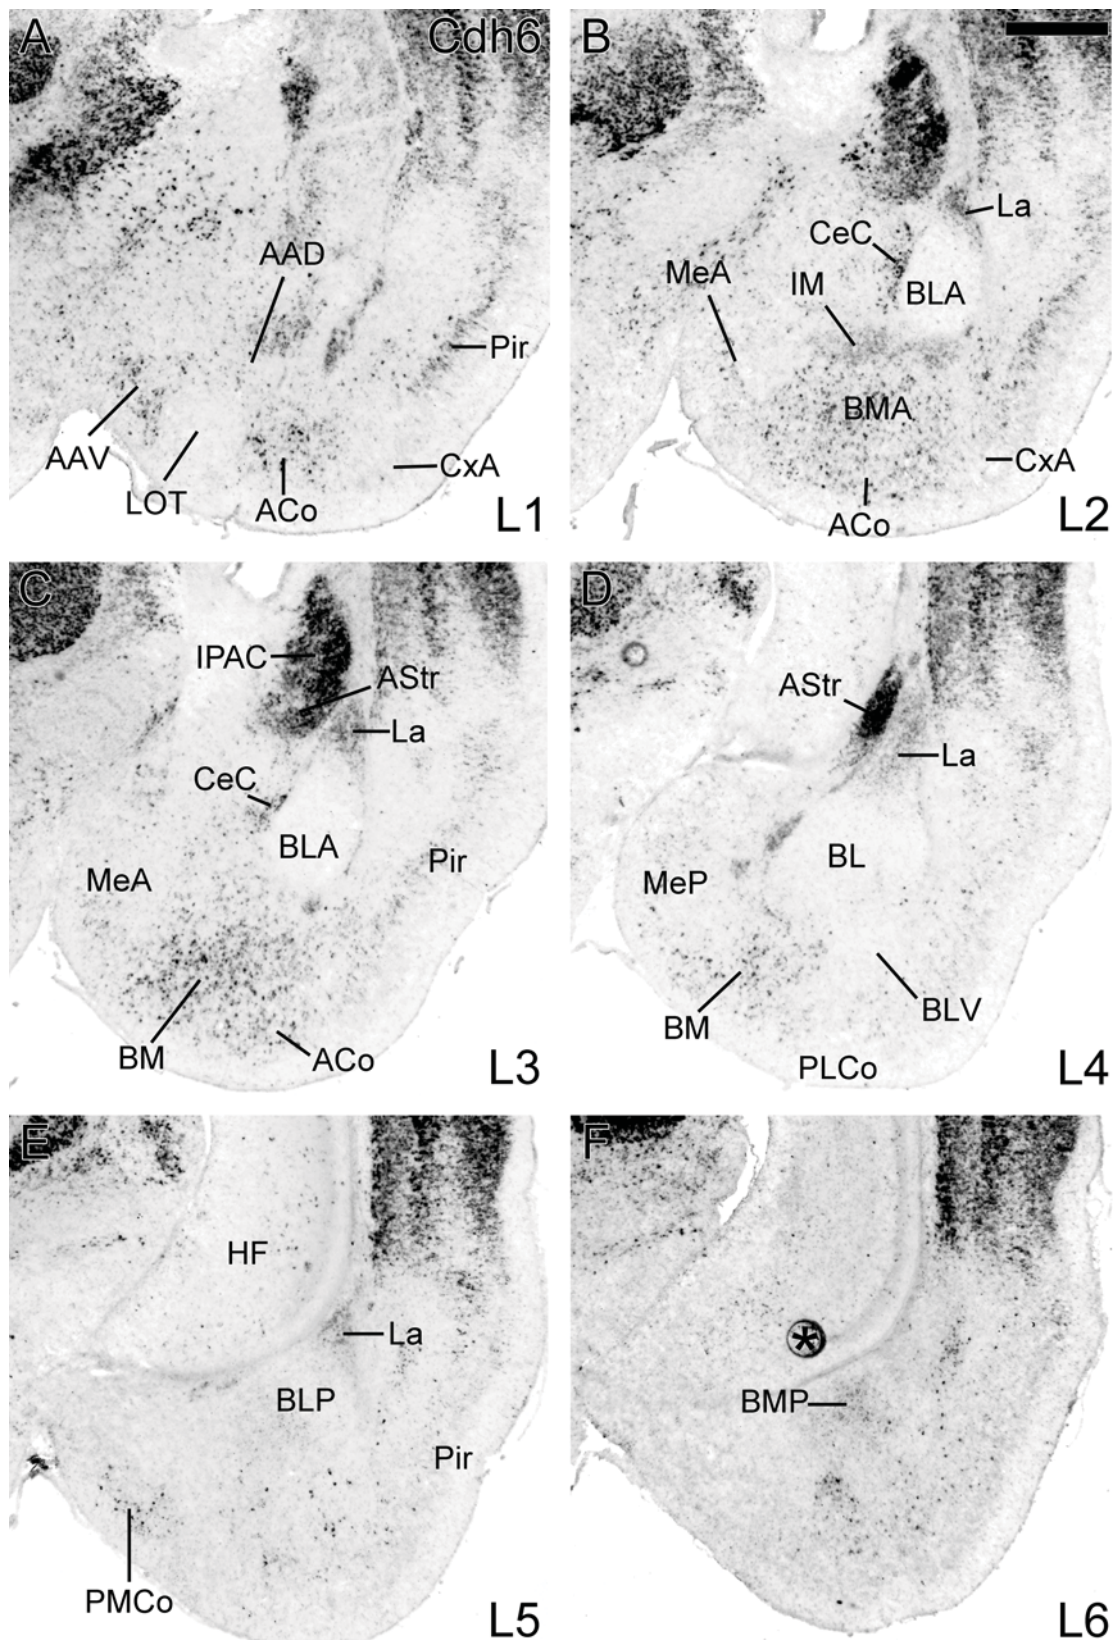 A
Cdh6
AAD
Pir
AAV
LOT
ACo
CxA
L1
B
La
CeC
MeA
IM
BLA
BMA
CxA
ACo
L2
C
IPAC
AStr
La
CeC
BLA
Pir
MeA
BM
ACo
L3
D
AStr
La
BL
MeP
BM
BLV
PLCo
L4
E
HF
La
BLP
Pir
PMCo
L5
F
*
BMP
L6